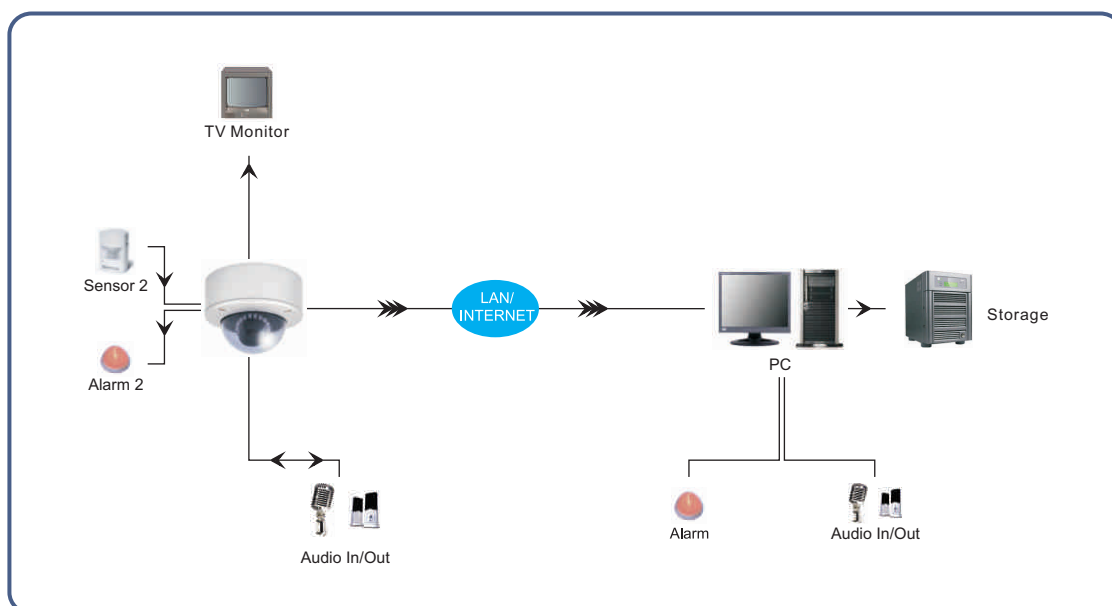 TV Monitor
Sensor 2
Alarm 2
LAN/
INTERNET
PC
Storage
Audio In/Out
Alarm
Audio In/Out